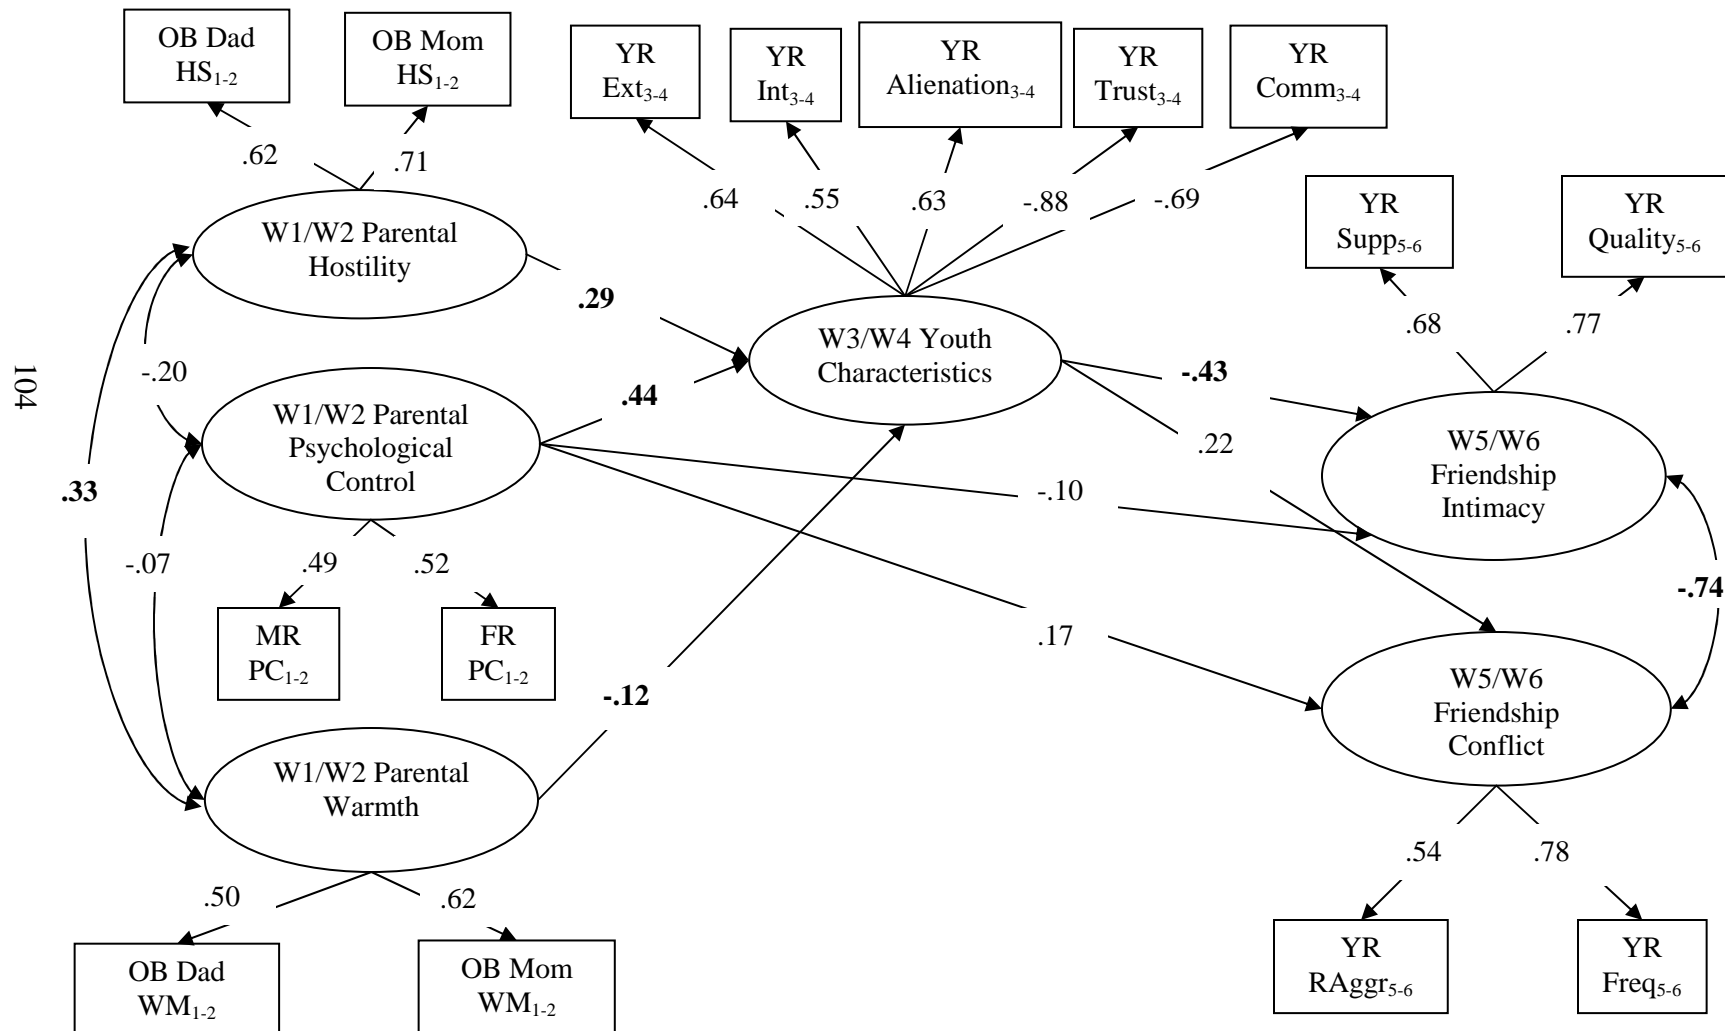 OB Dad
HS1-2
OB Mom
HS1-2
YR
Ext3-4
YR
Int3-4
YR
Alienation3-4
YR
Trust3-4
YR
Comm3-4
.62
.71
.64
.55
.63
-.88
-.69
YR
Supp5-6
YR
Quality5-6
W1/W2 Parental
Hostility
.29
.68
.77
W3/W4 Youth
Characteristics
-.20
.44
-.43
.22
104
W1/W2 Parental
Psychological
Control
W5/W6
Friendship
Intimacy
.33
-.10
-.07
.49
.52
-.74
MR
PC1-2
FR
PC1-2
.17
-.12
W5/W6
Friendship
Conflict
W1/W2 Parental
Warmth
.50
.62
.54
.78
OB Dad
WM1-2
OB Mom
WM1-2
YR
RAggr5-6
YR
Freq5-6